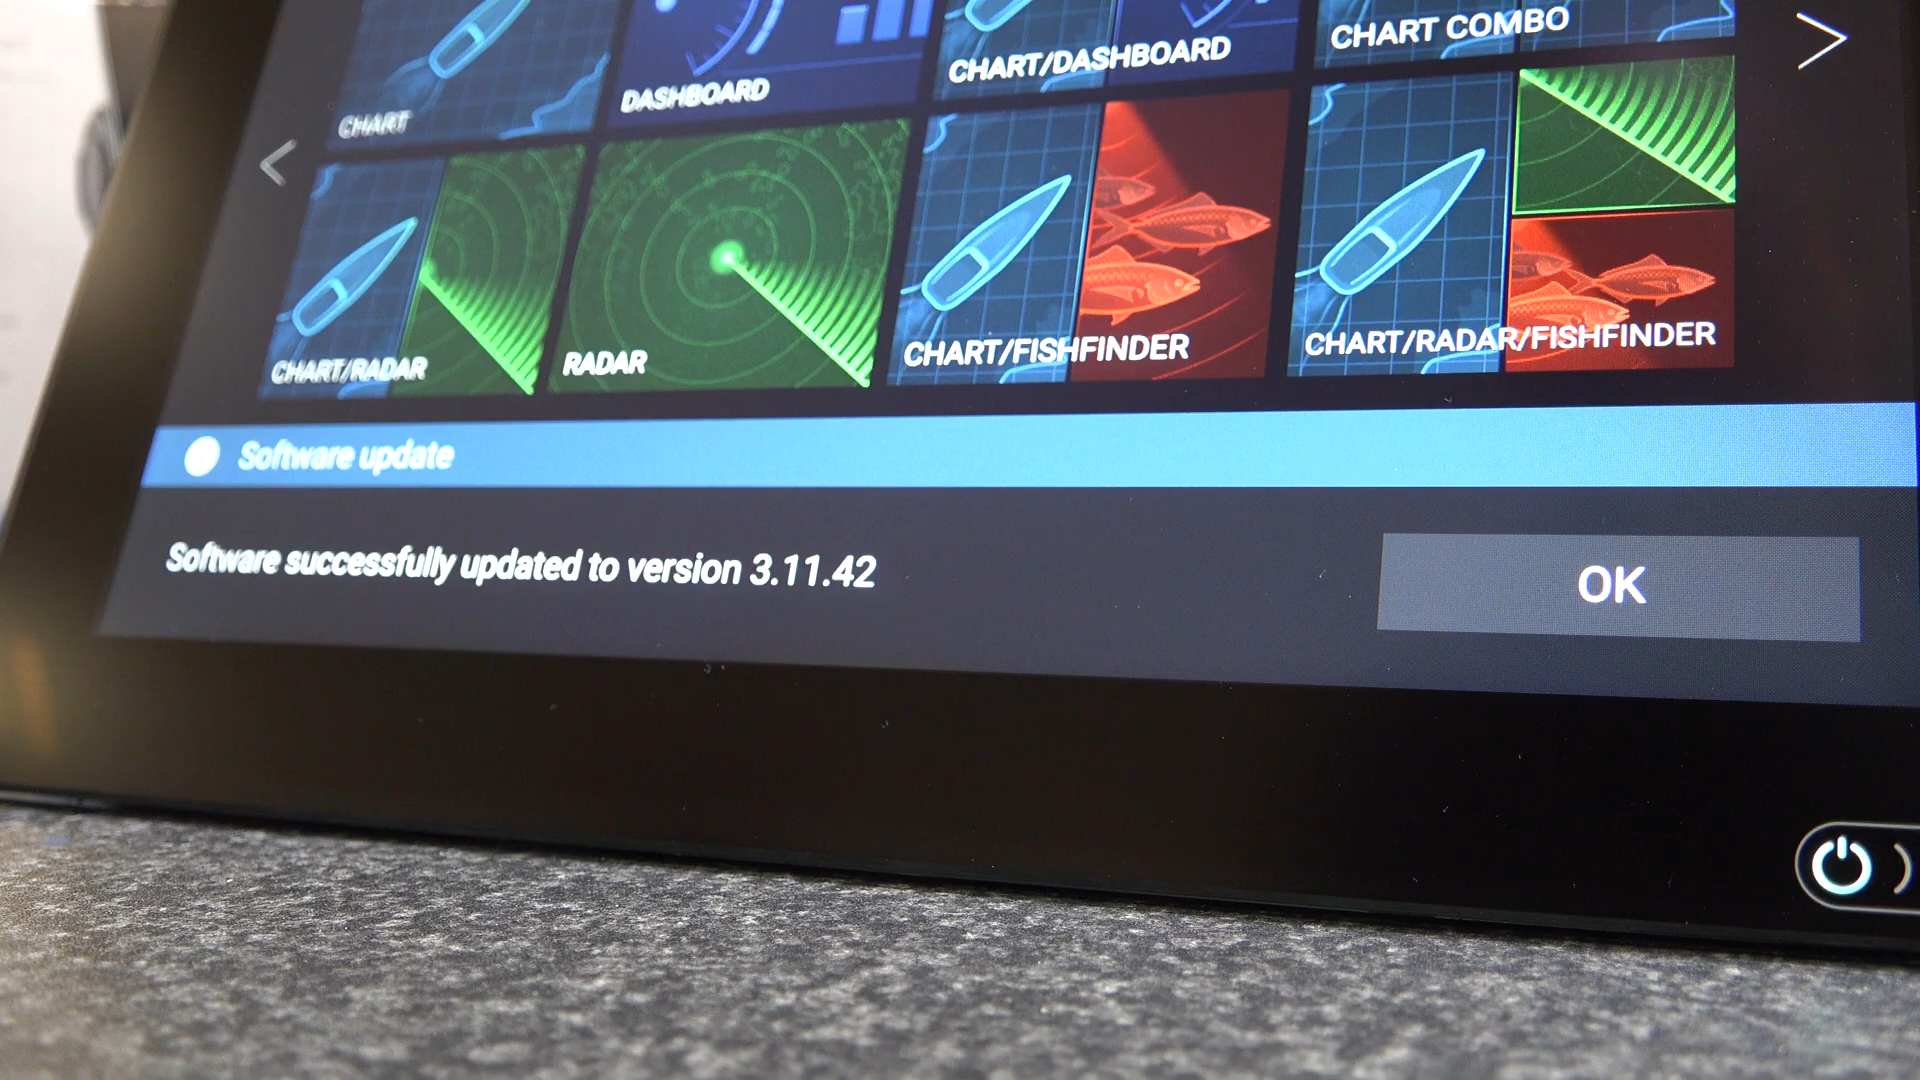 CHART
DASHBOARD
CHART/DASHBOARD
CHART COMBO
CHART/RADAR
RADAR
CHART/FISHFINDER
CHART/RADAR/FISHFINDER
Software update
Software successfully updated to version 3.11.42
OK